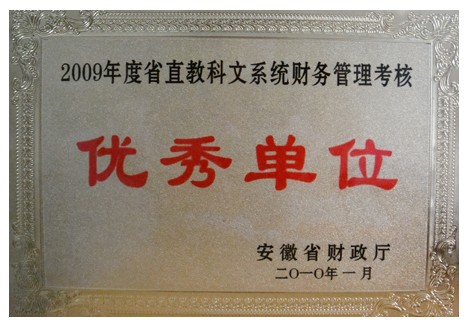 2009年度省直教科文系统财务管理考核
优秀单位
安徽省财政厅
二〇一〇年一月